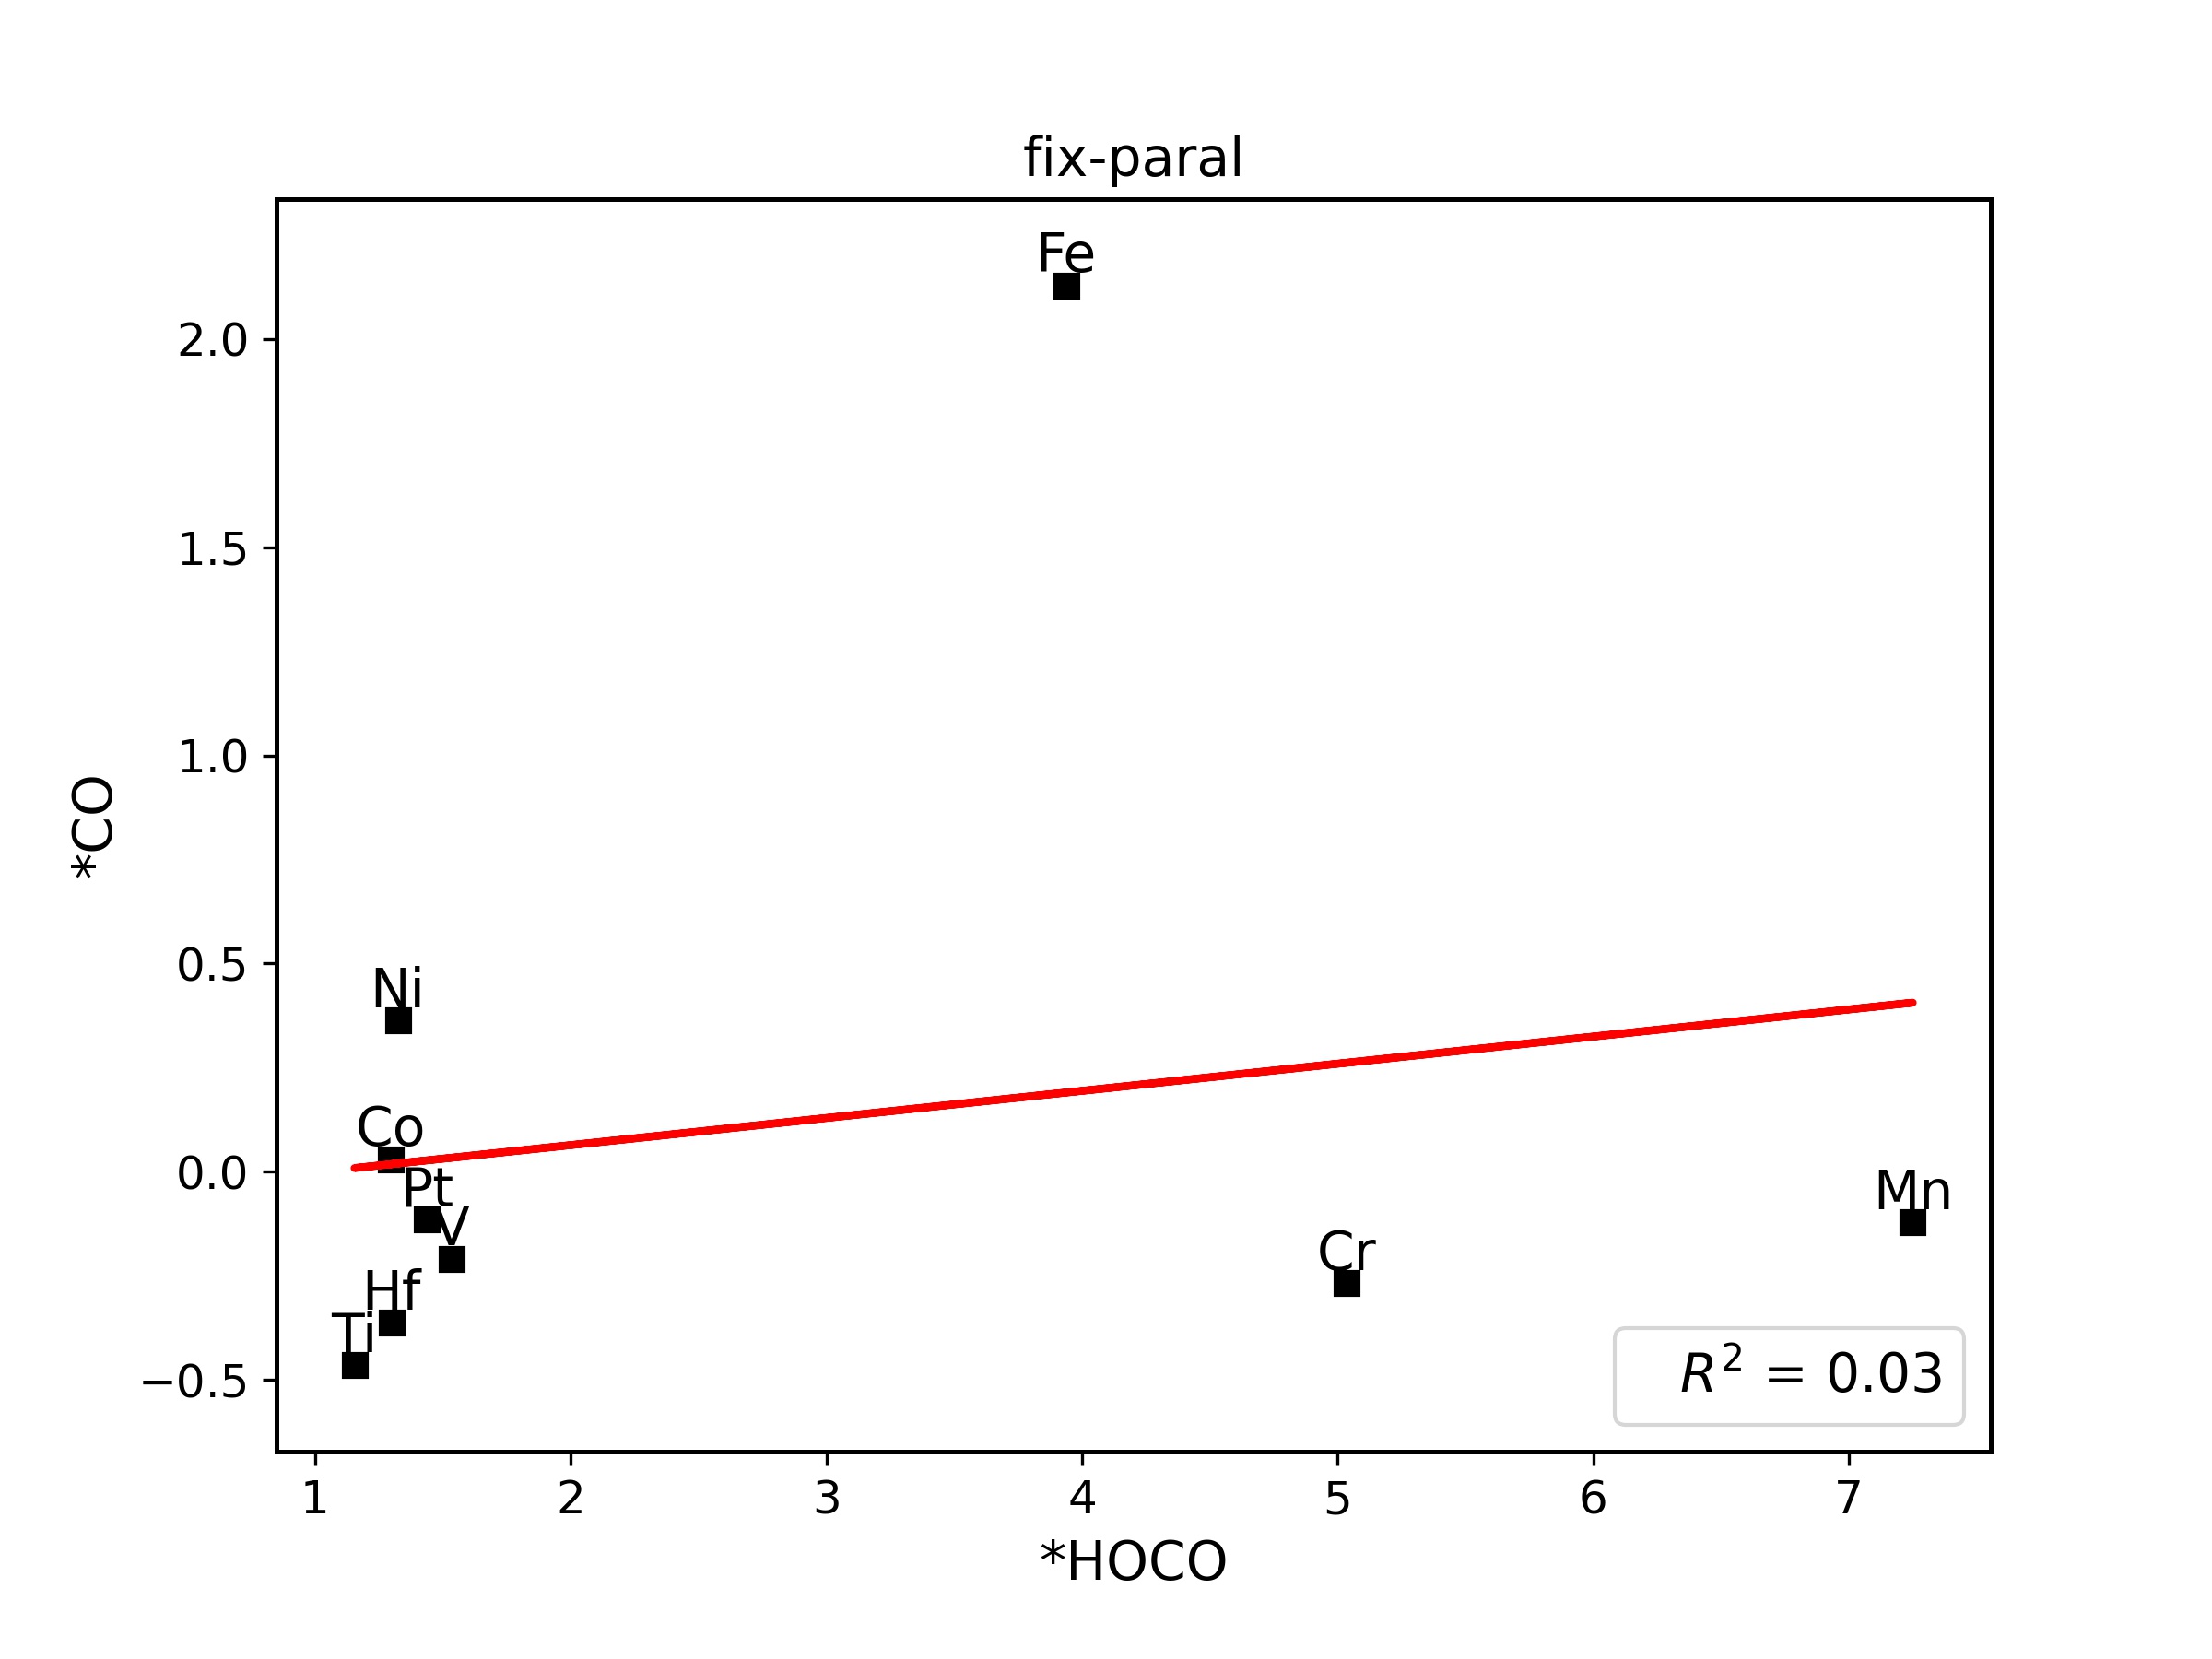 fix-paral
Fe
2.0
1.5
1.0
*CO
0.5
Ni
Co
0.0
Pt
Mn
V
Cr
Hf
Ti
−0.5
R² = 0.03
1 2 3 4 5 6 7
*HOCO